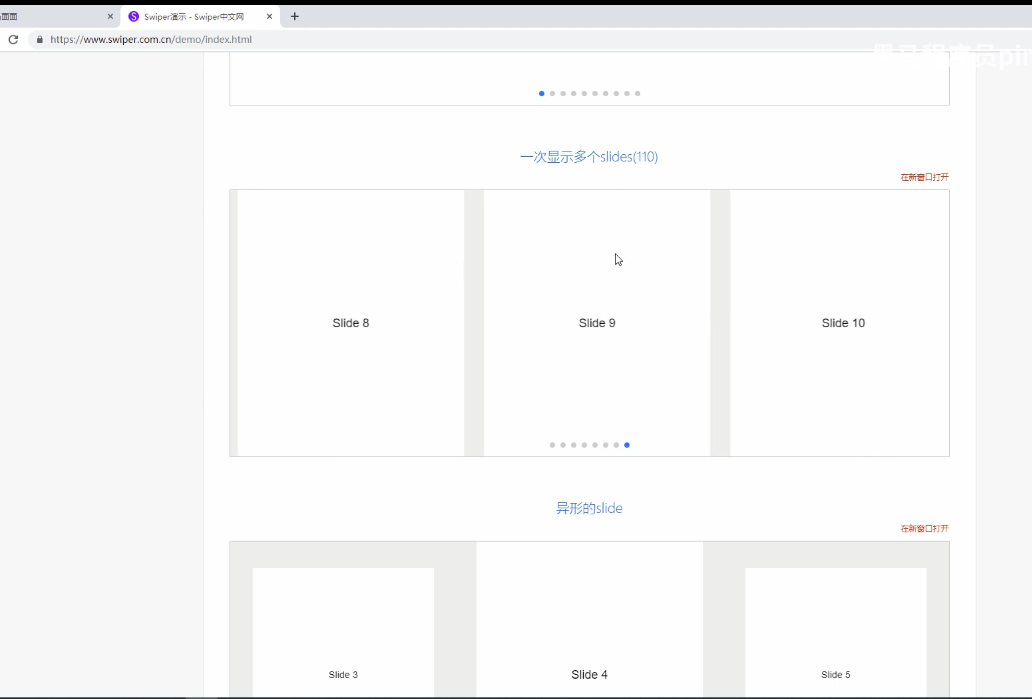 页面
Swiper演示 - Swiper中文网
https://www.swiper.com.cn/demo/index.html
一次显示多个slides(110)
在新窗口打开
Slide 8
Slide 9
Slide 10
异形的slide
在新窗口打开
Slide 3
Slide 4
Slide 5